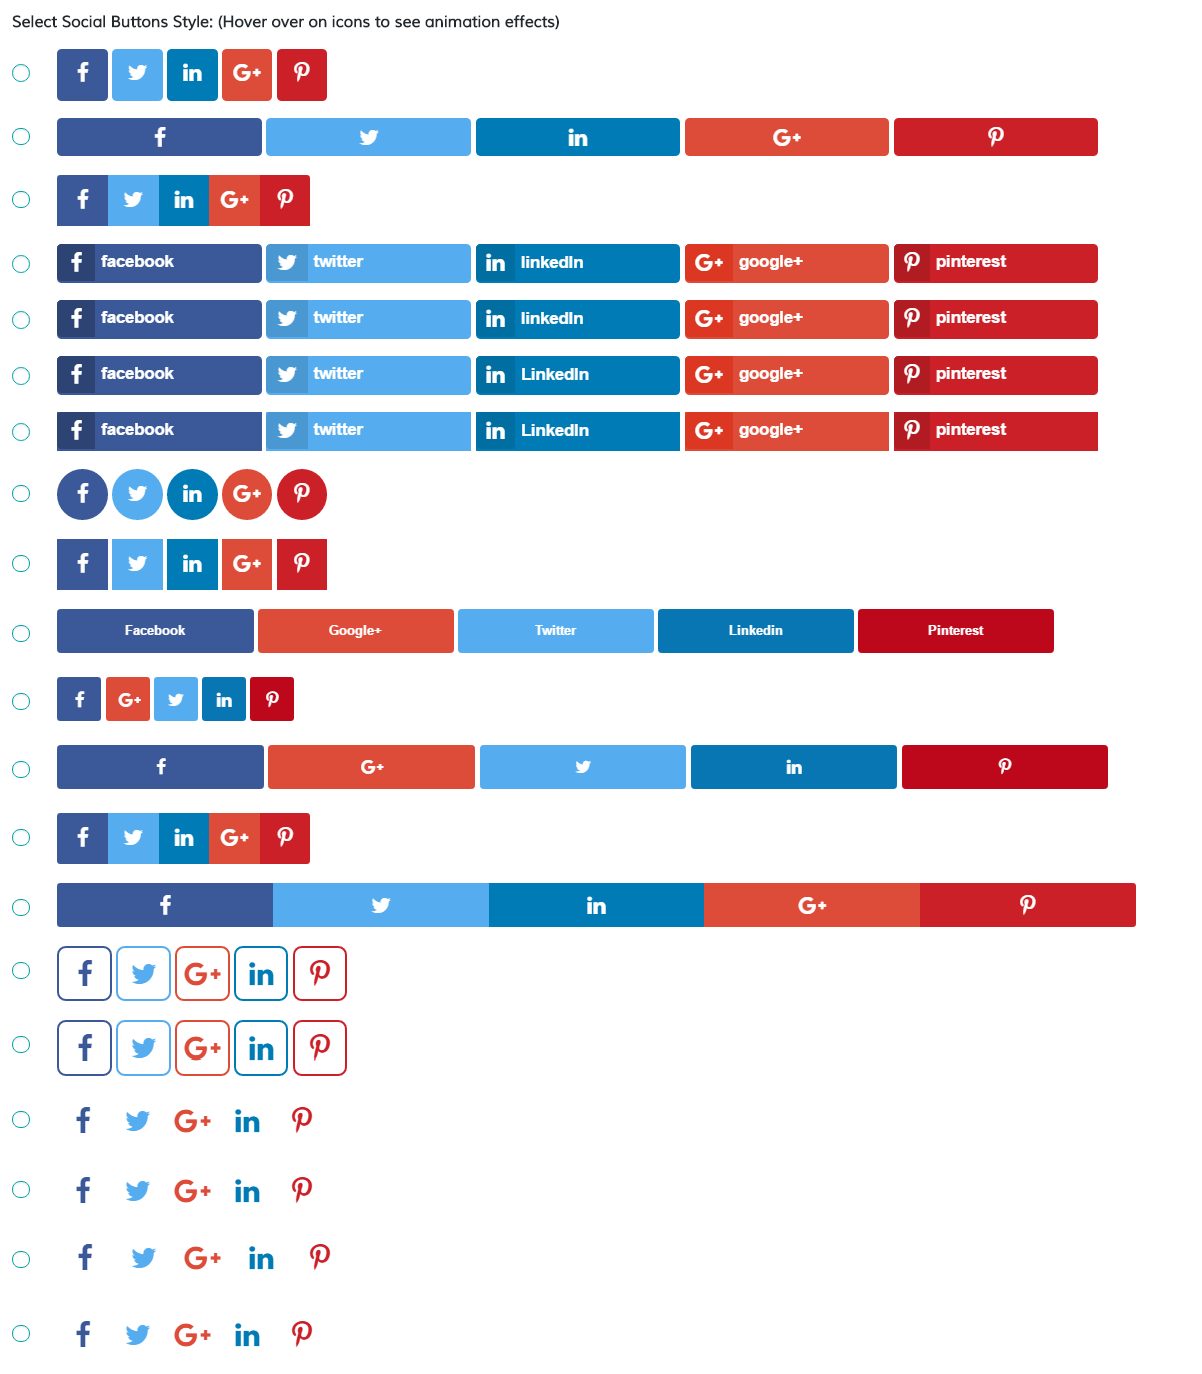 Select Social Buttons Style: (Hover over on icons to see animation effects)
f in G+
f in G+
f in G+
f facebook twitter in linkedIn G+ google+ pinterest
f facebook twitter in linkedIn G+ google+ pinterest
f facebook twitter in LinkedIn G+ google+ pinterest
f facebook twitter in LinkedIn G+ google+ pinterest
f in G+
f in G+
Facebook Google+ Twitter Linkedin Pinterest
f G+ in
f G+ in
f in G+
f in G+
f G+ in
f G+ in
f G+ in
f G+ in
f G+ in
f G+ in